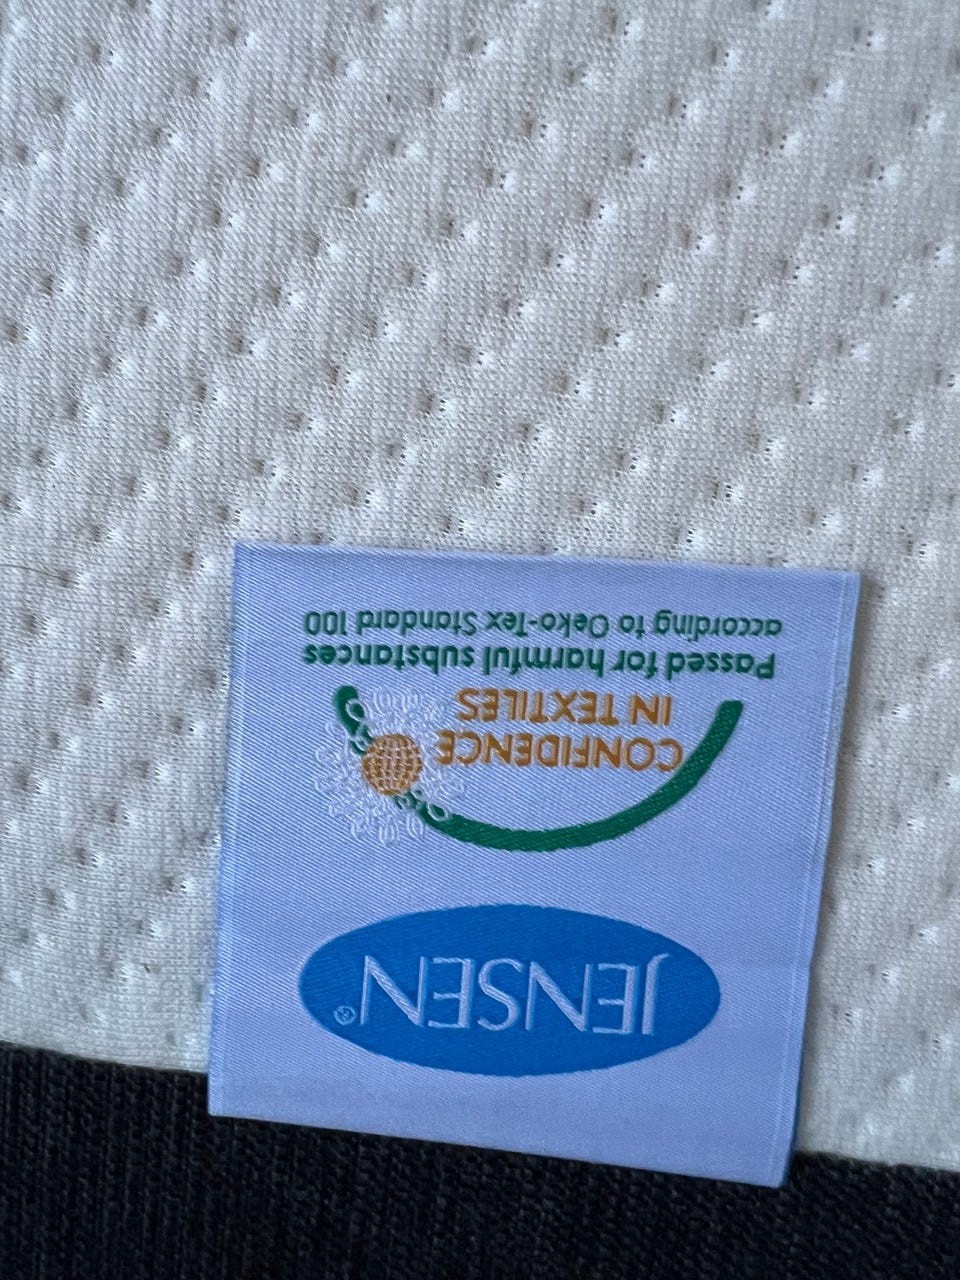 JENSEN®
CONFIDENCE
IN TEXTILES
Passed for harmful substances
according to Oeko-Tex Standard 100